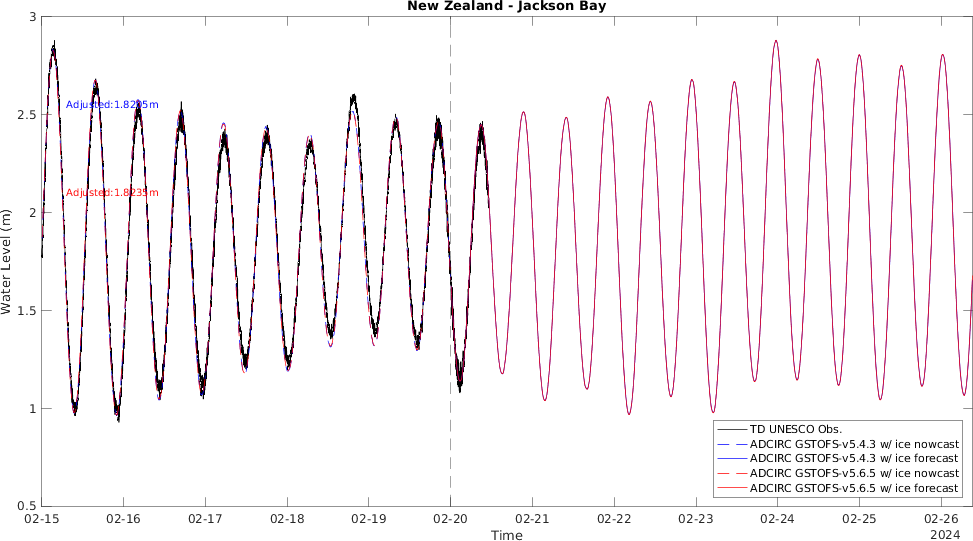 New Zealand - Jackson Bay
Water Level (m)
3
2.5
2
1.5
1
0.5
Adjusted:1.8205m
Adjusted:1.8235m
TD UNESCO Obs.
ADCIRC GSTOFS-v5.4.3 w/ ice nowcast
ADCIRC GSTOFS-v5.4.3 w/ ice forecast
ADCIRC GSTOFS-v5.6.5 w/ ice nowcast
ADCIRC GSTOFS-v5.6.5 w/ ice forecast
02-15 02-16 02-17 02-18 02-19 02-20 02-21 02-22 02-23 02-24 02-25 02-26
Time
2024